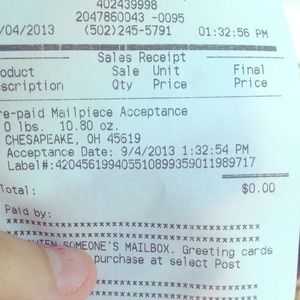 402439998
2047860043 -0095
/04/2013 (502)245-5791 01:32:56 PM
Sales Receipt
oduct Sale Unit Final
scription Qty Price Price
re-paid Mailpiece Acceptance
0 lbs. 10.80 oz.
CHESAPEAKE, OH 45619
Acceptance Date: 9/4/2013 1:32:54 PM
Label#:420456199405510899359011989717
Total: $0.00
Paid by:
xxxxxxxxxxxxxxxxxxxxxxxxxxxxxxxxxxxxxx
xxxxxxxxxxxxxxxxxxxxxxxxxxxxxxxxxxxxxx
SOMEONE'S MAILBOX. Greeting cards
purchase at select Post